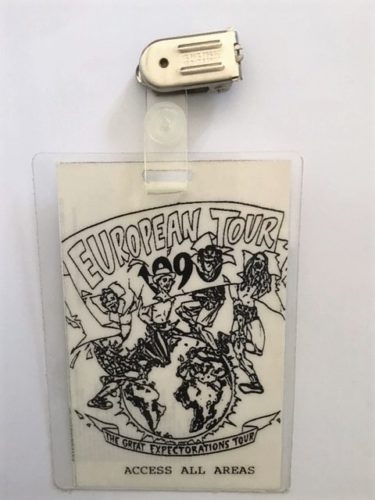 EUROPEAN TOUR
1990
THE GREAT EXPECTORATIONS TOUR
ACCESS ALL AREAS